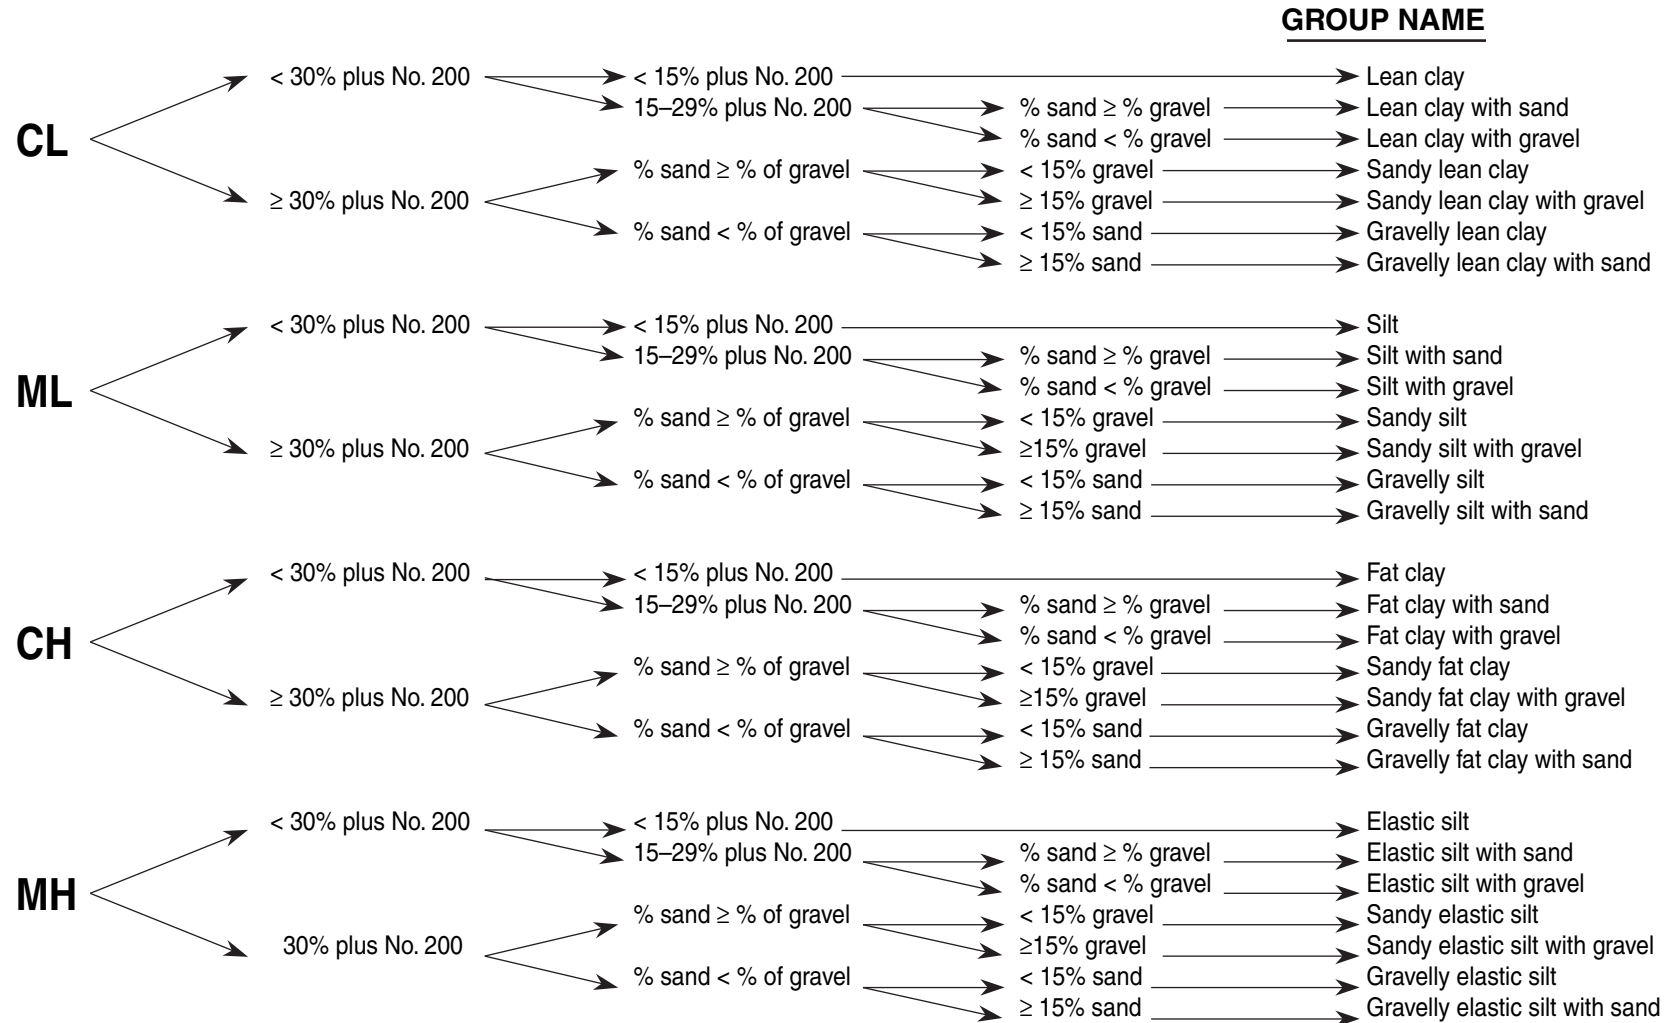 GROUP NAME
< 30% plus No. 200 < 15% plus No. 200 Lean clay
15–29% plus No. 200 % sand ≥ % gravel Lean clay with sand
CL % sand < % gravel Lean clay with gravel
% sand ≥ % of gravel < 15% gravel Sandy lean clay
≥ 30% plus No. 200 ≥ 15% gravel Sandy lean clay with gravel
% sand < % of gravel < 15% sand Gravelly lean clay
≥ 15% sand Gravelly lean clay with sand
< 30% plus No. 200 < 15% plus No. 200 Silt
15–29% plus No. 200 % sand ≥ % gravel Silt with sand
ML % sand < % gravel Silt with gravel
% sand ≥ % of gravel < 15% gravel Sandy silt
≥ 30% plus No. 200 ≥15% gravel Sandy silt with gravel
% sand < % of gravel < 15% sand Gravelly silt
≥ 15% sand Gravelly silt with sand
< 30% plus No. 200 < 15% plus No. 200 Fat clay
15–29% plus No. 200 % sand ≥ % gravel Fat clay with sand
CH % sand < % gravel Fat clay with gravel
% sand ≥ % of gravel < 15% gravel Sandy fat clay
≥ 30% plus No. 200 ≥15% gravel Sandy fat clay with gravel
% sand < % of gravel < 15% sand Gravelly fat clay
≥ 15% sand Gravelly fat clay with sand
< 30% plus No. 200 < 15% plus No. 200 Elastic silt
15–29% plus No. 200 % sand ≥ % gravel Elastic silt with sand
MH % sand < % gravel Elastic silt with gravel
% sand ≥ % of gravel < 15% gravel Sandy elastic silt
30% plus No. 200 ≥15% gravel Sandy elastic silt with gravel
% sand < % of gravel < 15% sand Gravelly elastic silt
≥ 15% sand Gravelly elastic silt with sand